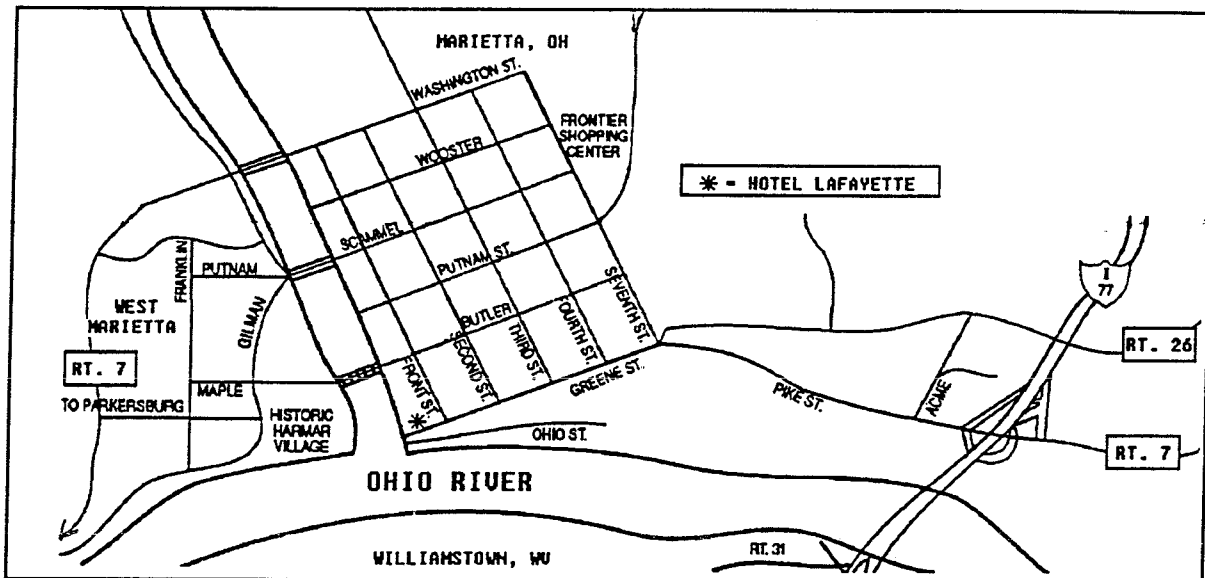 MARIETTA, OH
WASHINGTON ST.
FRONTIER
SHOPPING
CENTER
WOOSTER
✳ = HOTEL LAFAYETTE
SCAMMEL
FRANKLIN
PUTNAM
PUTNAM ST.
I
77
WEST
MARIETTA
GILMAN
SEVENTH ST.
BUTLER
FOURTH ST.
THIRD ST.
SECOND ST.
FRONT ST.
GREENE ST.
RT. 26
RT. 7
MAPLE
PIKE ST.
ACME
TO PARKERSBURG
HISTORIC
HARMAR
VILLAGE
✳
OHIO ST.
RT. 7
OHIO RIVER
RT. 31
WILLIAMSTOWN, WV